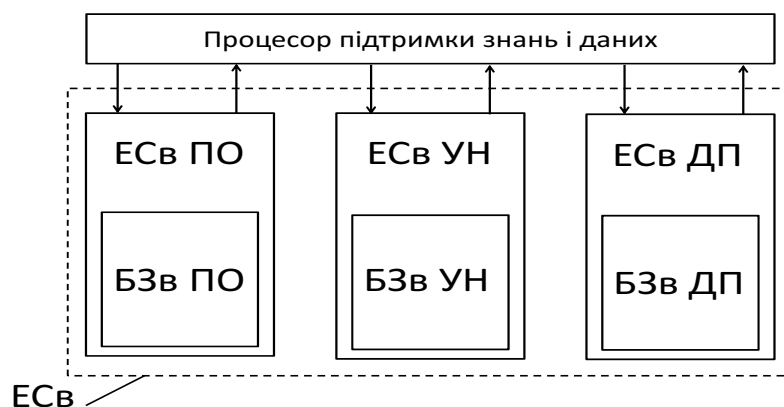 Процесор підтримки знань і даних
ЕСв ПО
ЕСв УН
ЕСв ДП
БЗв ПО
БЗв УН
БЗв ДП
ЕСв